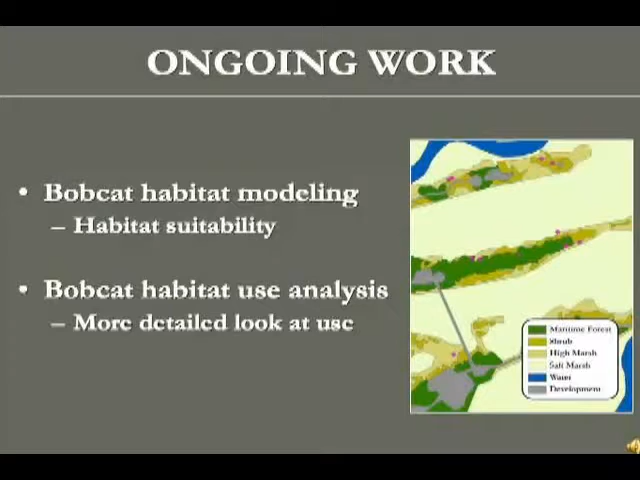 ONGOING WORK
• Bobcat habitat modeling
– Habitat suitability
• Bobcat habitat use analysis
– More detailed look at use
Maritime Forest
Shrub
High Marsh
Salt Marsh
Water
Development